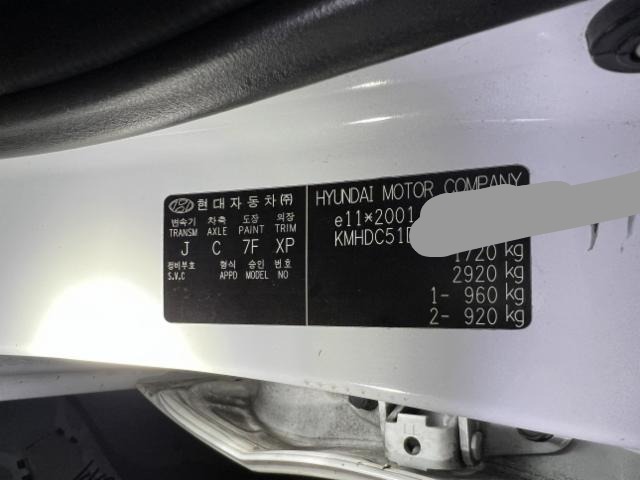 현대자동차㈜
변속기 차축 도장 외장
TRANSM AXLE PAINT TRIM
J C 7F XP
정비부호 형식 승인 번호
S.V.C APPD MODEL NO
HYUNDAI MOTOR COMPANY
e11*2001
KMHDC51D
1720 kg
2920 kg
1- 960 kg
2- 920 kg